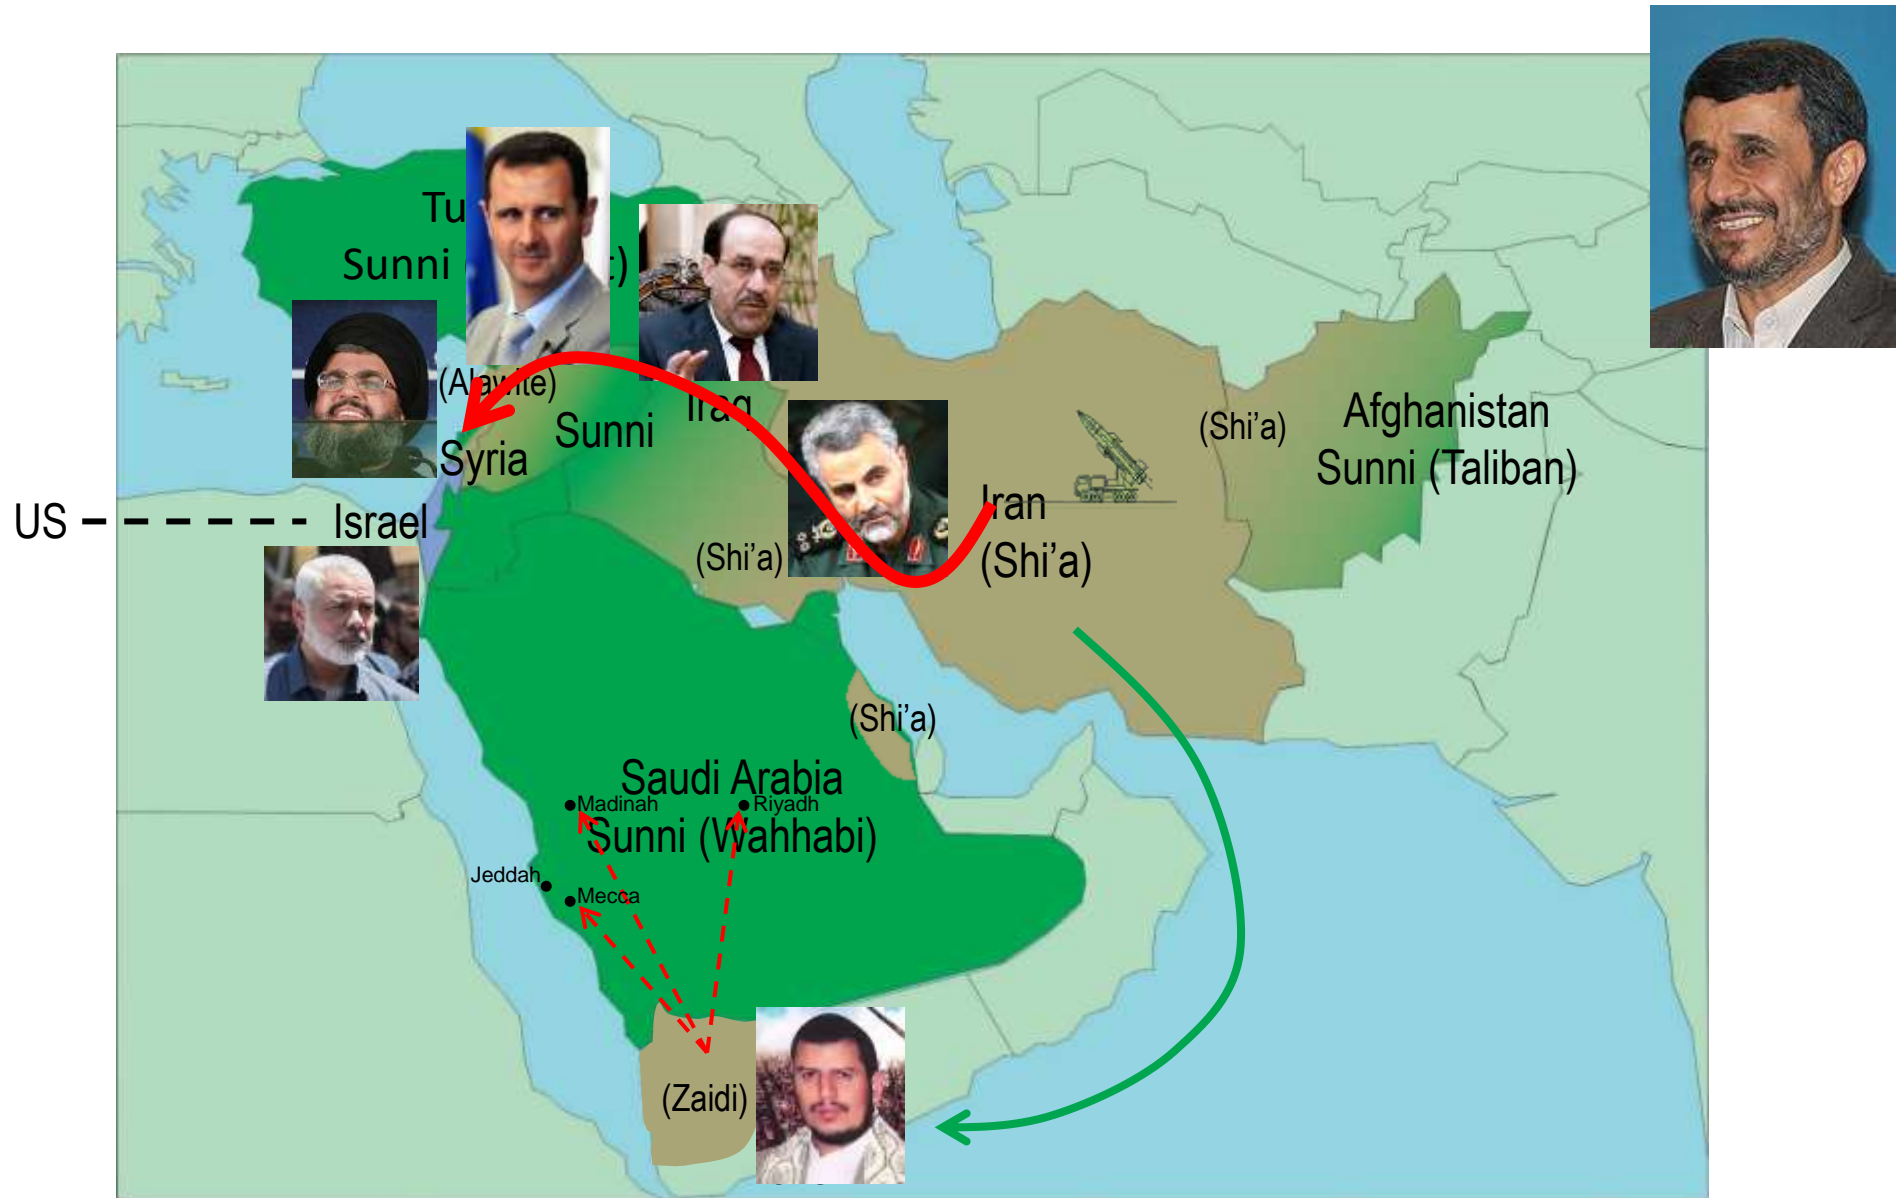 Tu
Sunni ( t)
(Alawite)
Syria
Sunni
Iraq
(Shi'a)
Iran
(Shi'a)
(Shi'a)
Afghanistan
Sunni (Taliban)
US
Israel
(Shi'a)
Saudi Arabia
Madinah
Riyadh
Sunni (Wahhabi)
Jeddah
Mecca
(Zaidi)